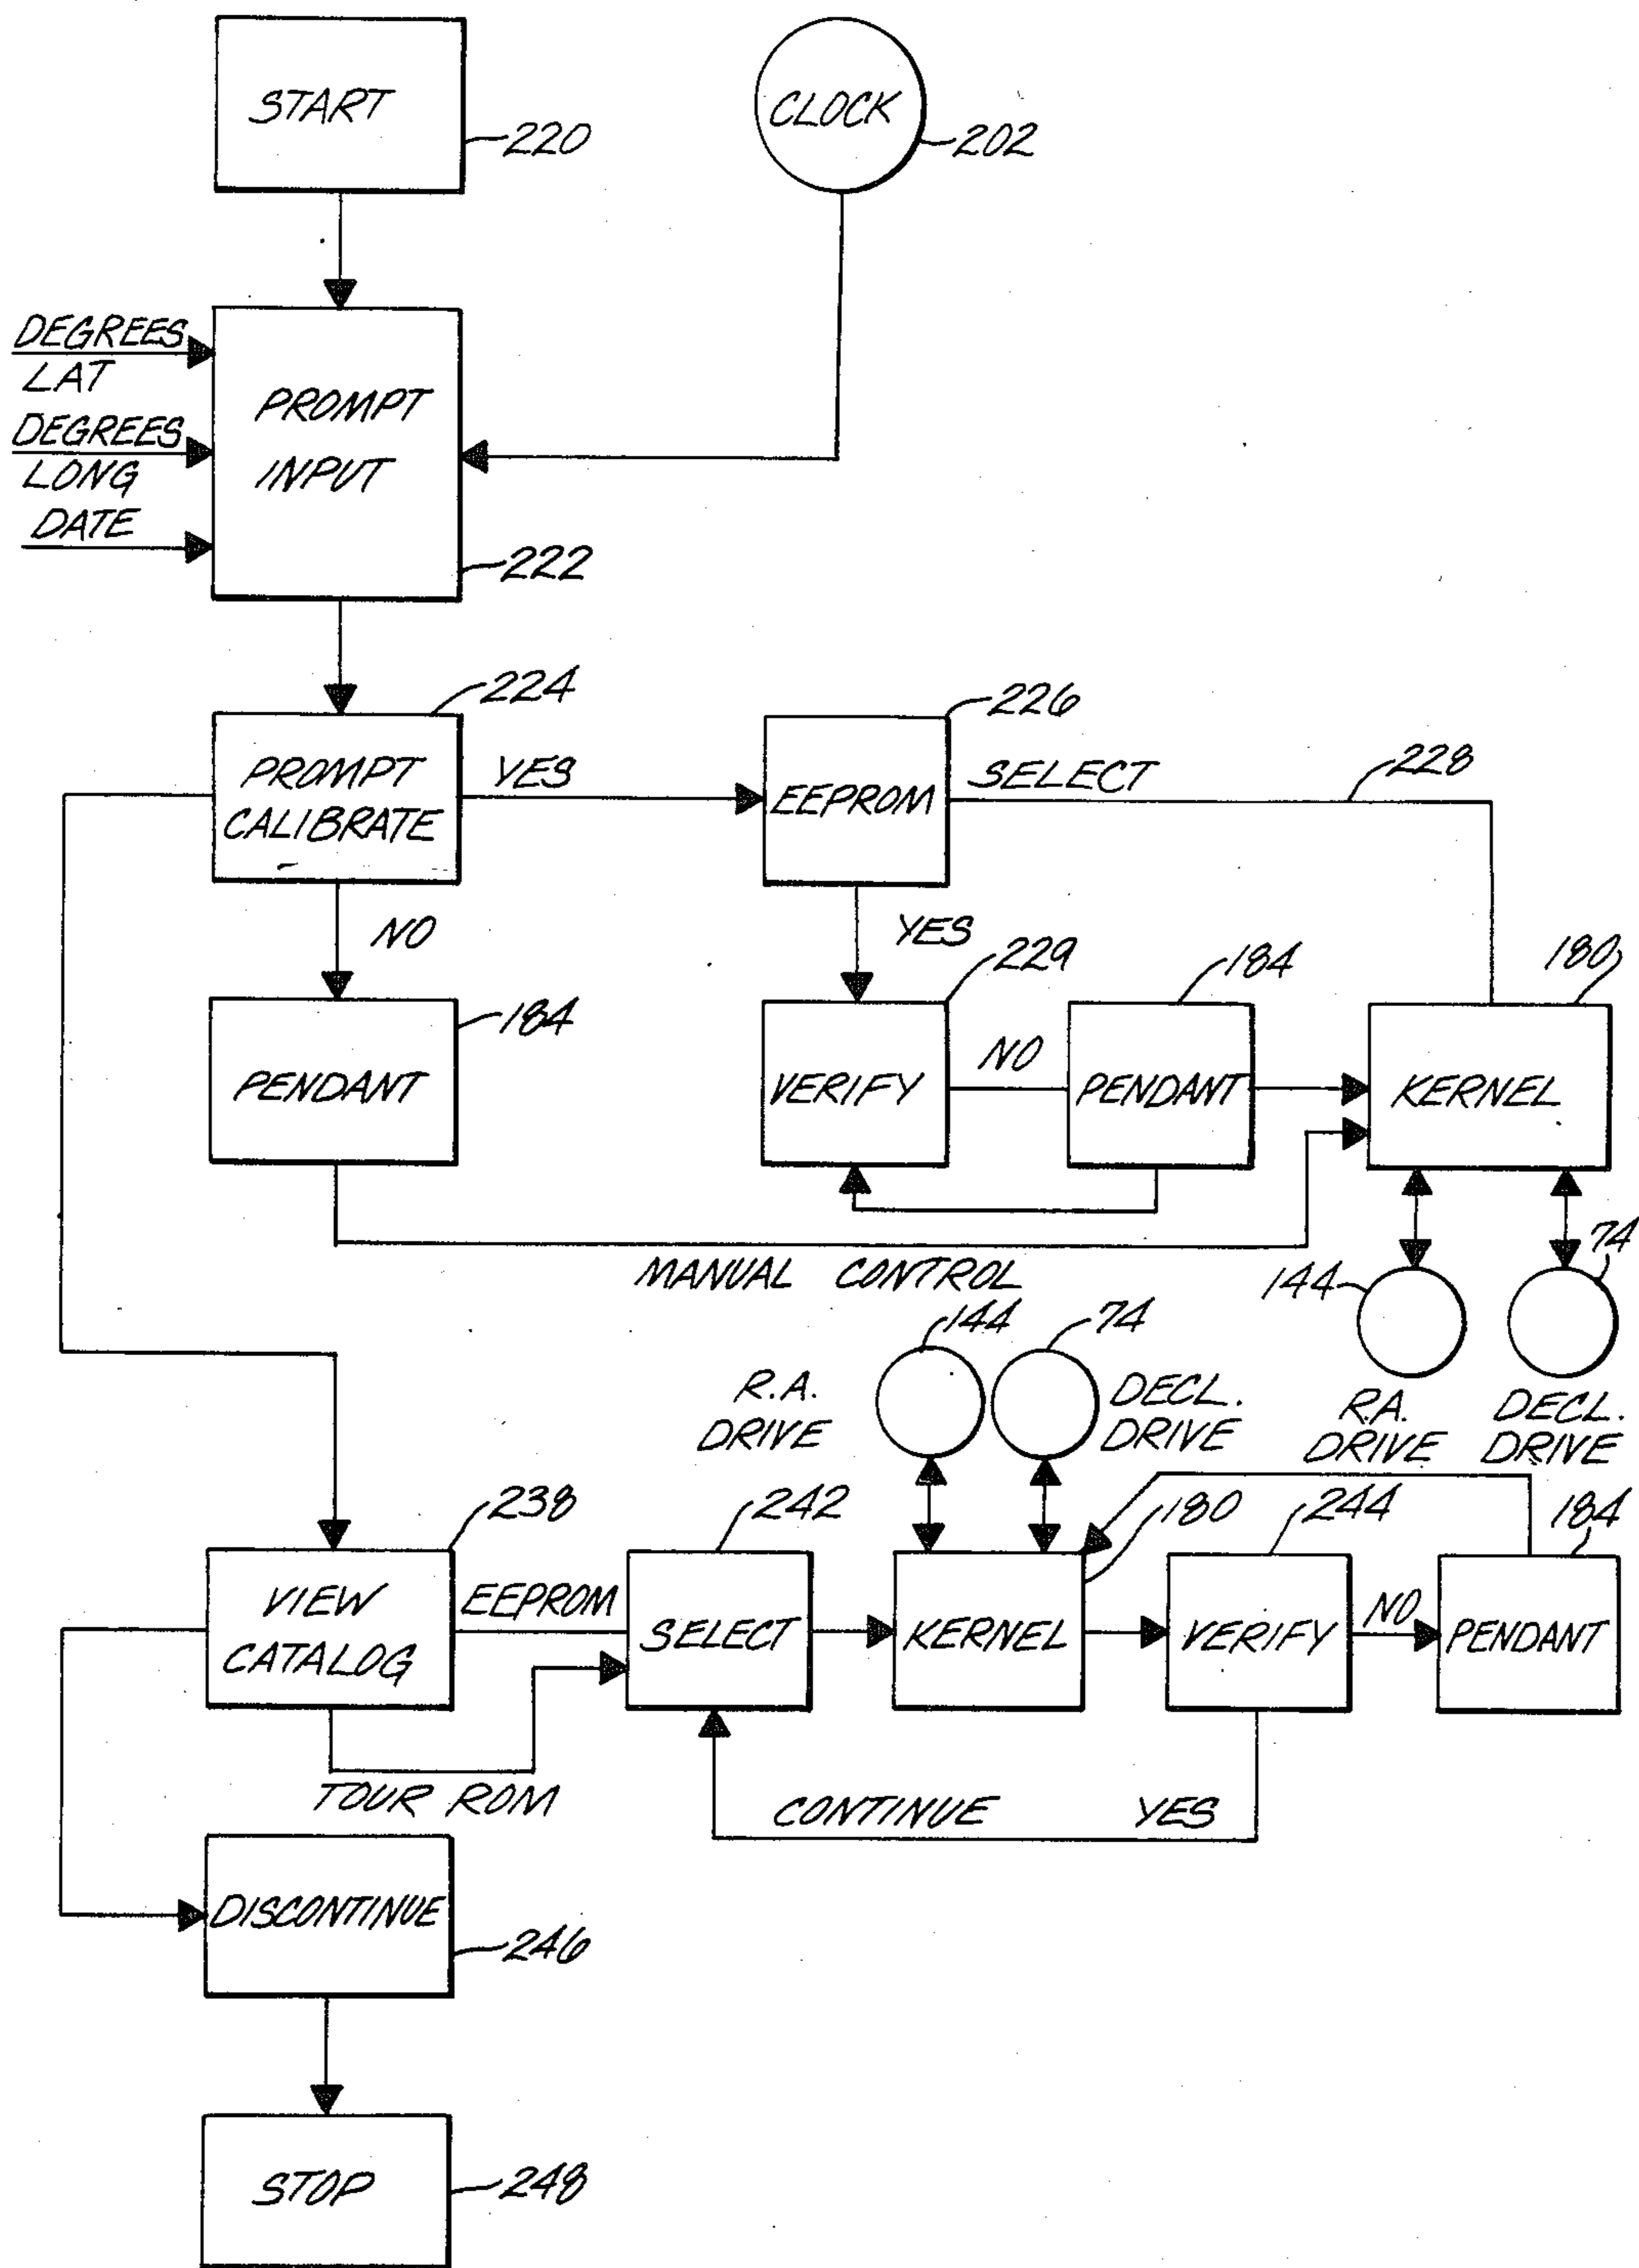 START
220
CLOCK
202
DEGREES
LAT
DEGREES
LONG
DATE
PROMPT
INPUT
222
224
PROMPT
CALIBRATE
YES
226
EEPROM
SELECT
228
NO
YES
184
PENDANT
229
VERIFY
NO
184
PENDANT
180
KERNEL
MANUAL CONTROL
144
74
R.A.
DRIVE
DECL.
DRIVE
144
74
R.A.
DRIVE
DECL.
DRIVE
238
VIEW
CATALOG
EEPROM
TOUR ROM
242
SELECT
180
KERNEL
244
VERIFY
NO
184
PENDANT
CONTINUE
YES
DISCONTINUE
246
STOP
248